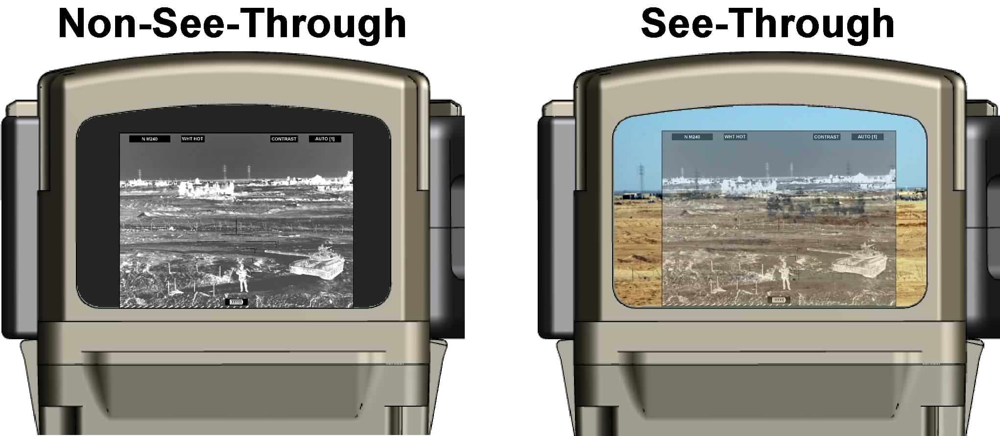 Non-See-Through
See-Through
N M240 WHT HOT CONTRAST AUTO [1]
N M240 WHT HOT CONTRAST AUTO [1]